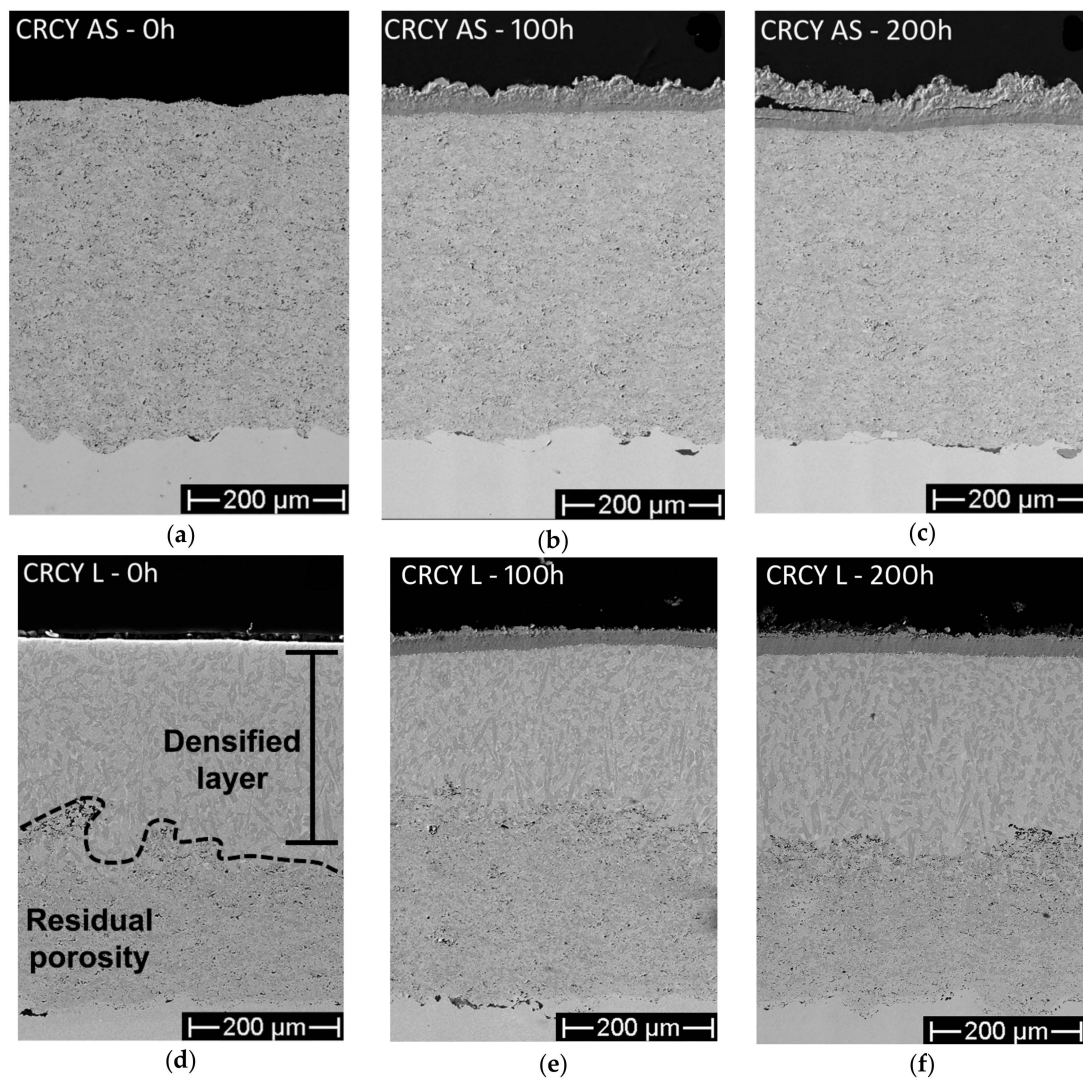 CRCY AS - 0h
CRCY AS - 100h
CRCY AS - 200h
200 µm
200 µm
200 µm
(a)
(b)
(c)
CRCY L - 0h
CRCY L - 100h
CRCY L - 200h
Densified
layer
Residual
porosity
200 µm
200 µm
200 µm
(d)
(e)
(f)